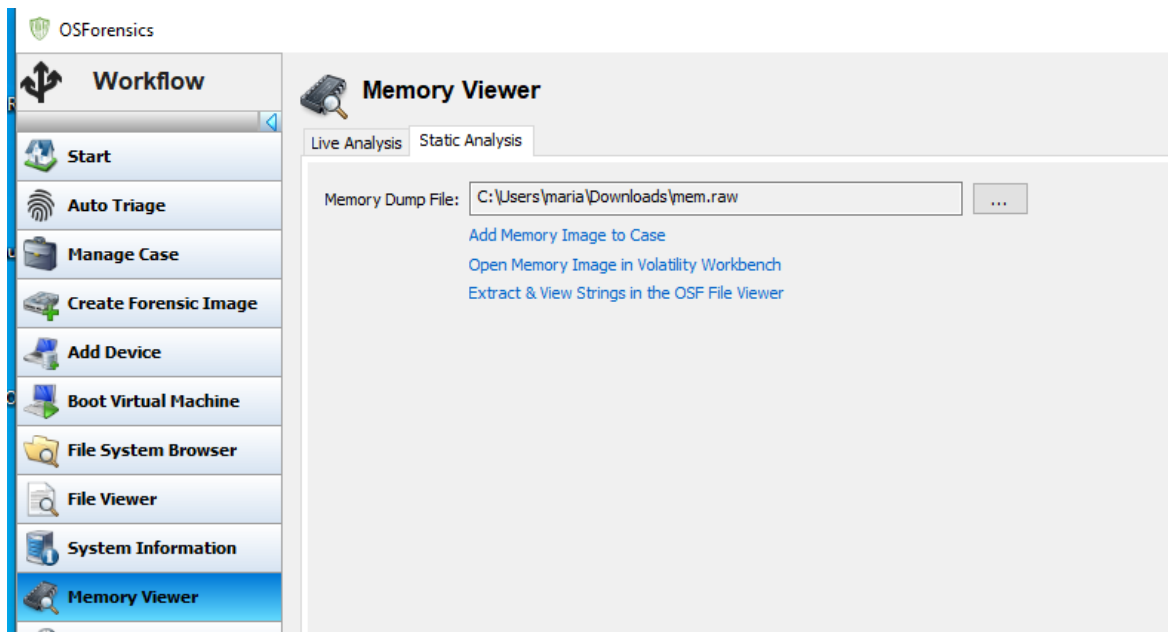 OSForensics
Workflow
Start
Auto Triage
Manage Case
Create Forensic Image
Add Device
Boot Virtual Machine
File System Browser
File Viewer
System Information
Memory Viewer
Memory Viewer
Live Analysis Static Analysis
Memory Dump File: C:\Users\maria\Downloads\mem.raw ...
Add Memory Image to Case
Open Memory Image in Volatility Workbench
Extract & View Strings in the OSF File Viewer